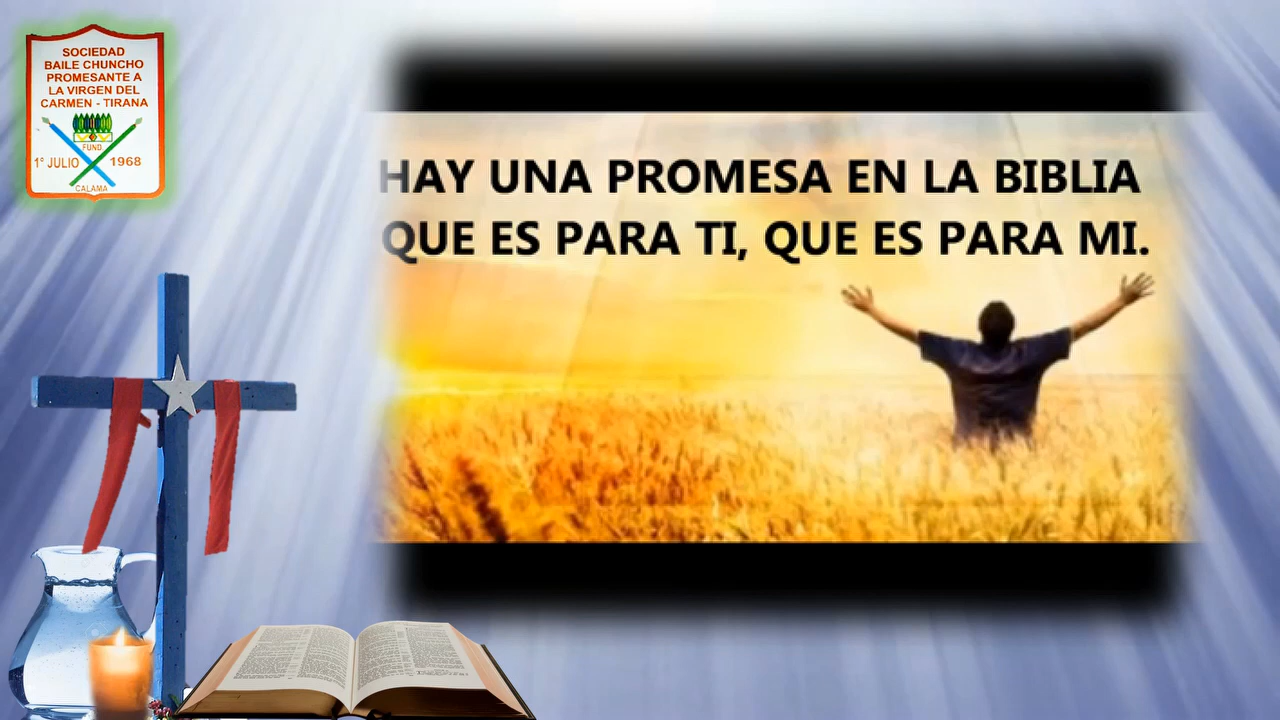 SOCIEDAD
BAILE CHUNCHO
PROMESANTE A
LA VIRGEN DEL
CARMEN - TIRANA
FUND
1° JULIO 1968
CALAMA
HAY UNA PROMESA EN LA BIBLIA
QUE ES PARA TI, QUE ES PARA MI.